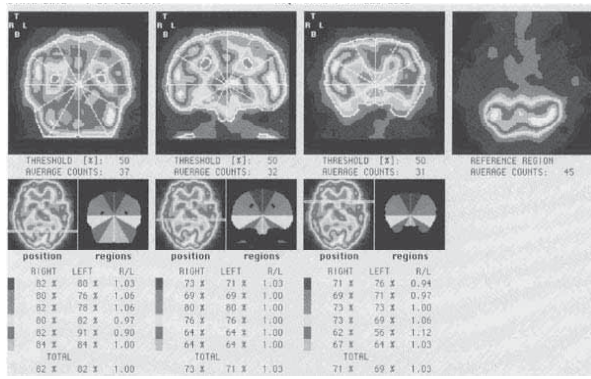 T
R L
B
T
R L
B
T
R L
B
THRESHOLD [%]: 50
AVERAGE COUNTS: 37
THRESHOLD [%]: 50
AVERAGE COUNTS: 32
THRESHOLD [%]: 50
AVERAGE COUNTS: 31
REFERENCE REGION
AVERAGE COUNTS: 45
position regions
position regions
position regions
RIGHT LEFT R/L
82 % 80 % 1.03
80 % 76 % 1.06
82 % 78 % 1.06
80 % 82 % 0.97
82 % 91 % 0.90
84 % 84 % 1.00
TOTAL
82 % 82 % 1.00
RIGHT LEFT R/L
73 % 71 % 1.03
69 % 69 % 1.00
80 % 80 % 1.00
76 % 76 % 1.00
64 % 64 % 1.00
64 % 64 % 1.00
TOTAL
73 % 71 % 1.03
RIGHT LEFT R/L
71 % 76 % 0.94
69 % 71 % 0.97
73 % 73 % 1.00
73 % 69 % 1.06
62 % 56 % 1.12
67 % 64 % 1.03
TOTAL
71 % 69 % 1.03